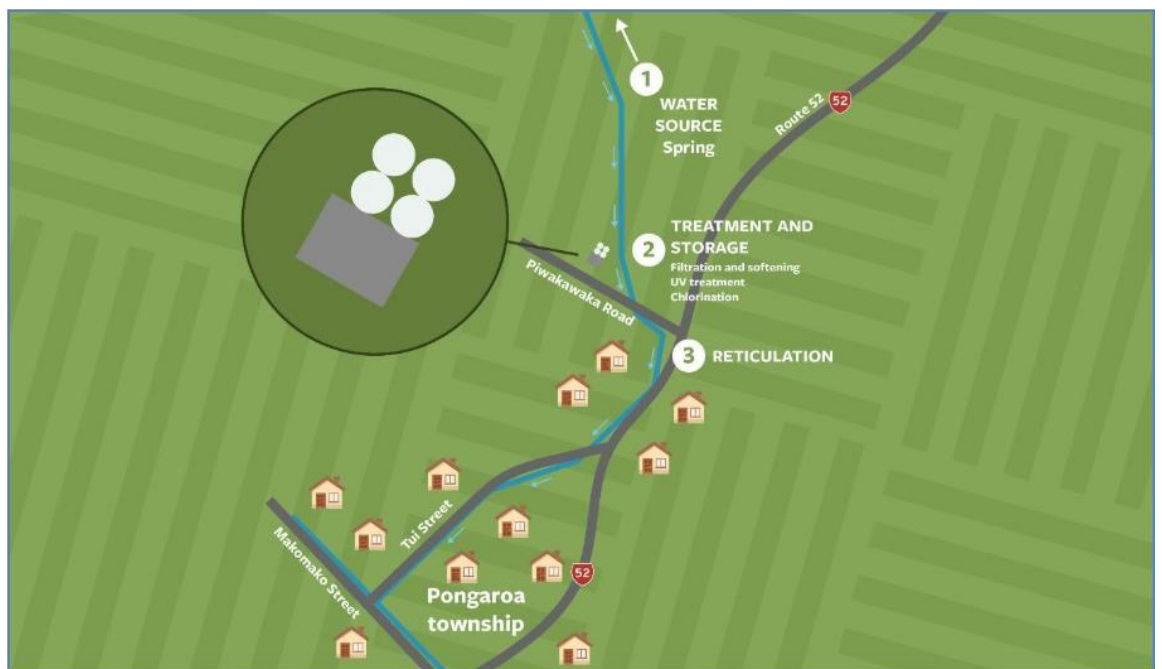 1
WATER
SOURCE
Spring
Route 52
52
2
TREATMENT AND
STORAGE
Filtration and softening
UV treatment
Chlorination
Piwakawaka Road
3
RETICULATION
Tui Street
Makomako Street
52
Pongaroa
township